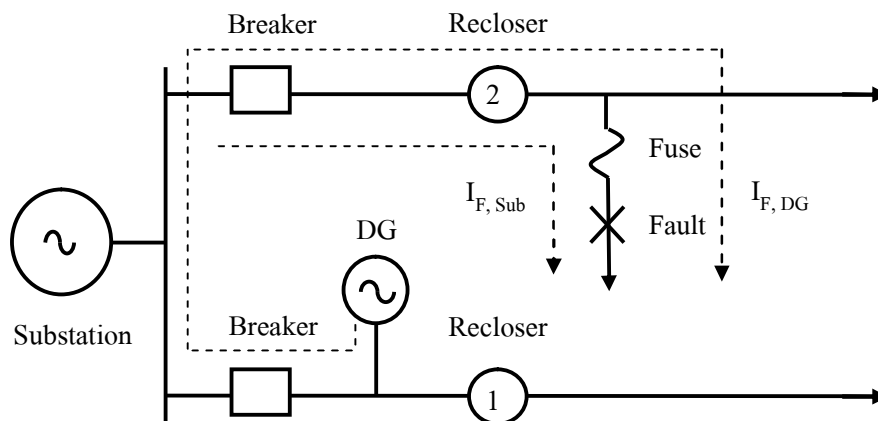 Breaker
Recloser
2
Fuse
I_{F, Sub}
I_{F, DG}
Fault
DG
Substation
Breaker
Recloser
1